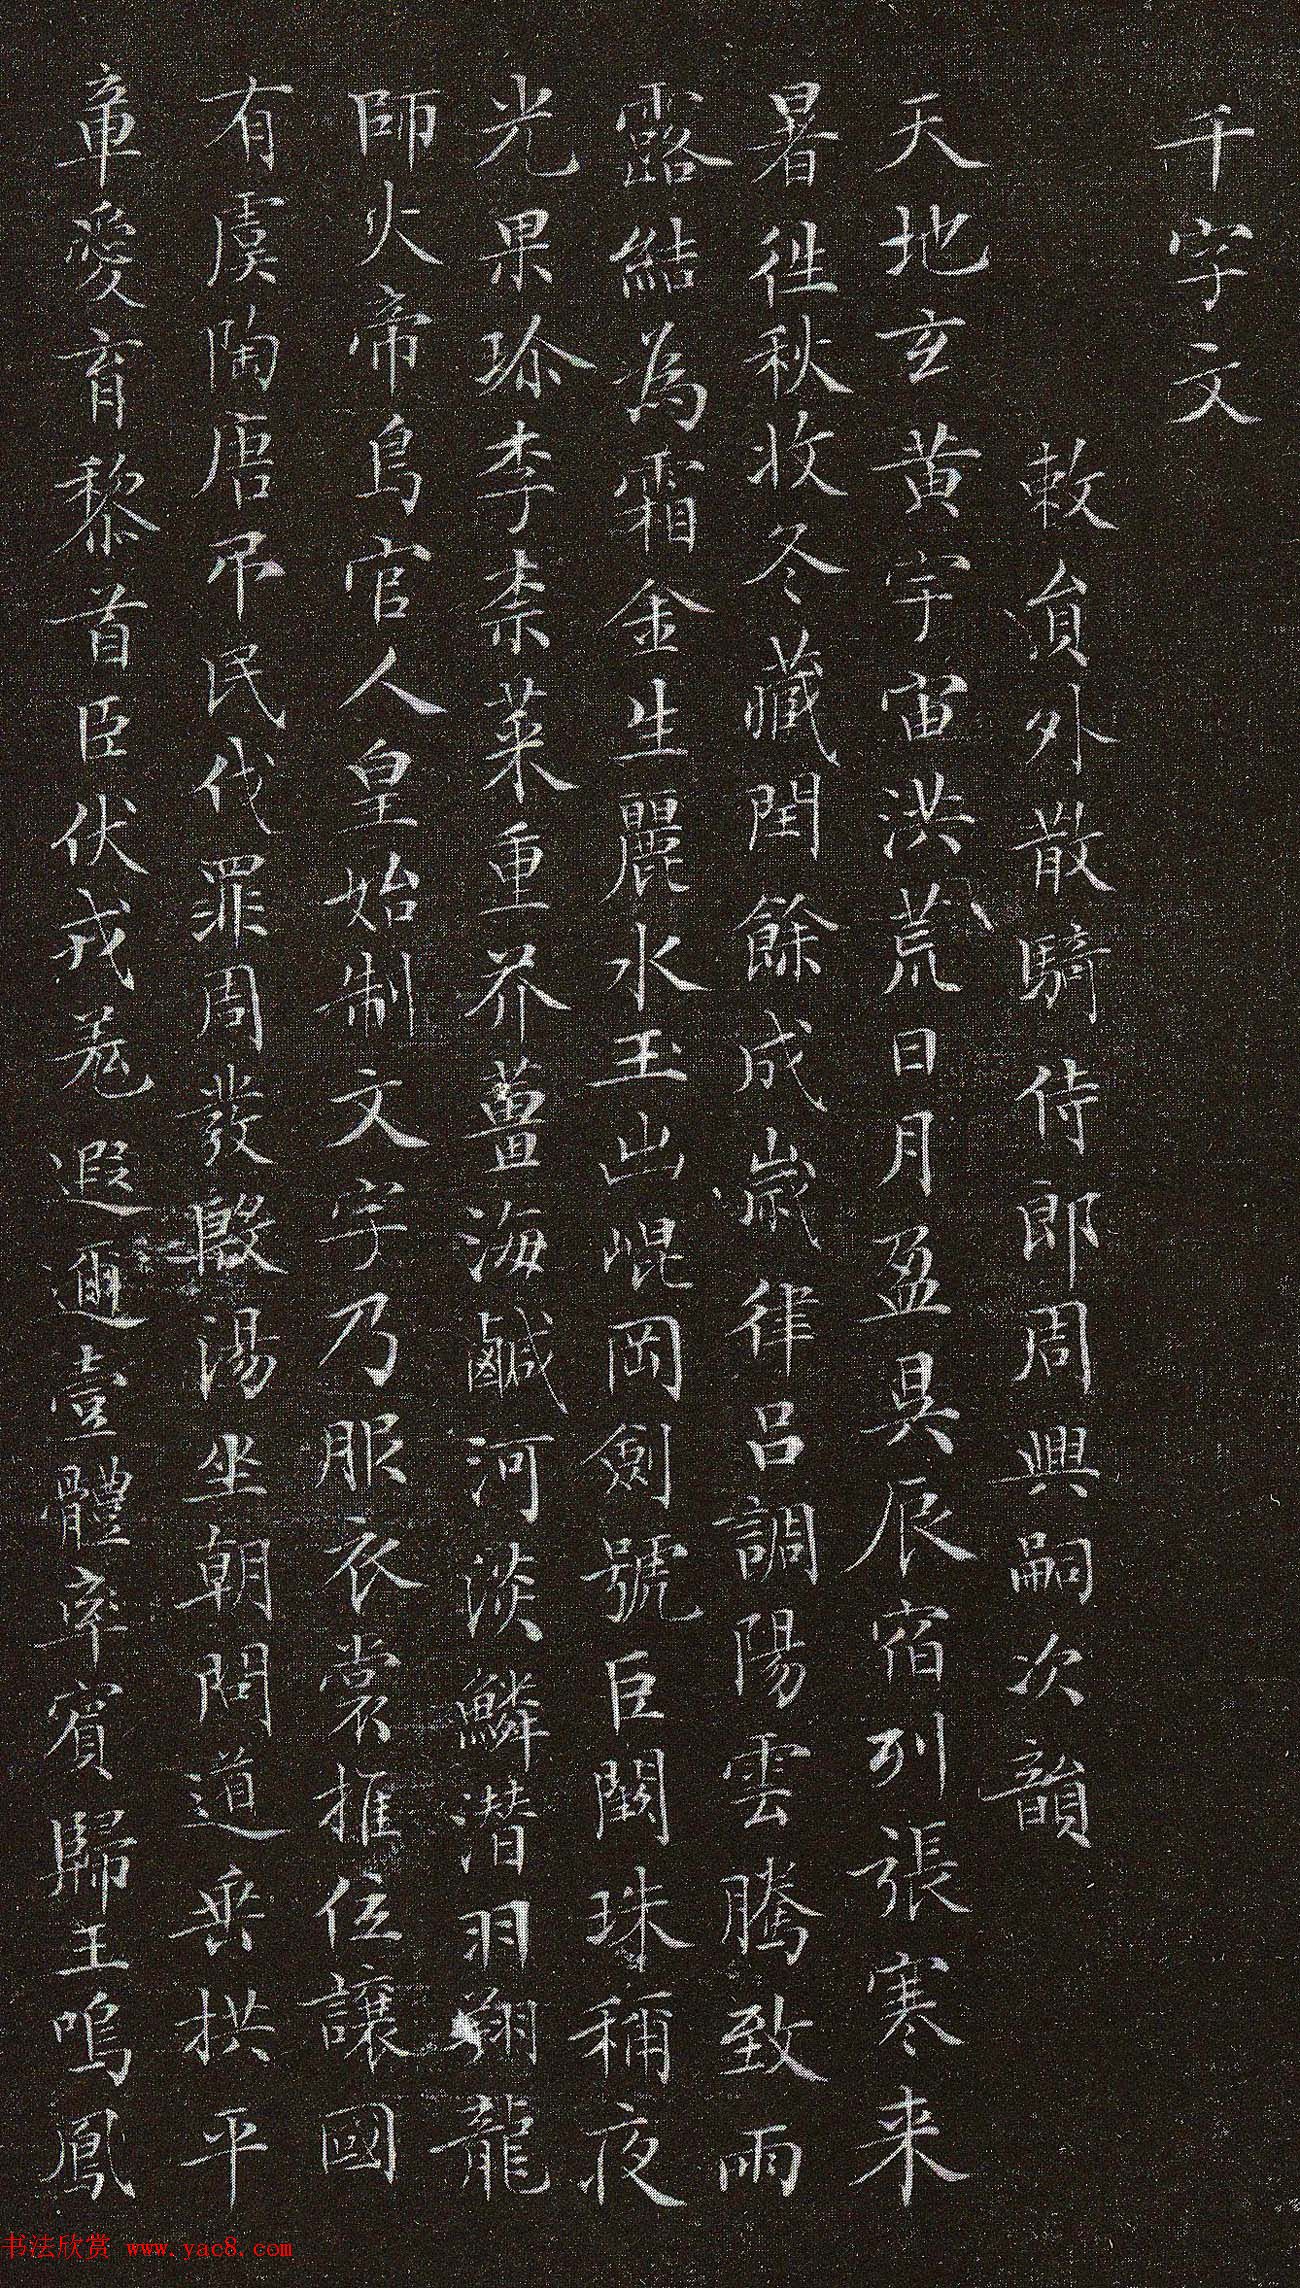 千字文
敕員外散騎侍郎周興嗣次韻
天地玄黃宇宙洪荒日月盈昃辰宿列張寒来
暑往秋收冬藏閏餘成歲律呂調陽雲騰致雨
露結為霜金生麗水玉出崐岡劍號巨闕珠稱夜
光果珎李柰菜重芥薑海鹹河淡鱗潛羽翔龍
師火帝鳥官人皇始制文字乃服衣裳推位讓國
有虞陶唐吊民伐罪周發殷湯坐朝問道垂拱平
章愛育黎首臣伏戎羌遐邇壹體率賓歸王鳴鳳
书法欣赏 www.yac8.com